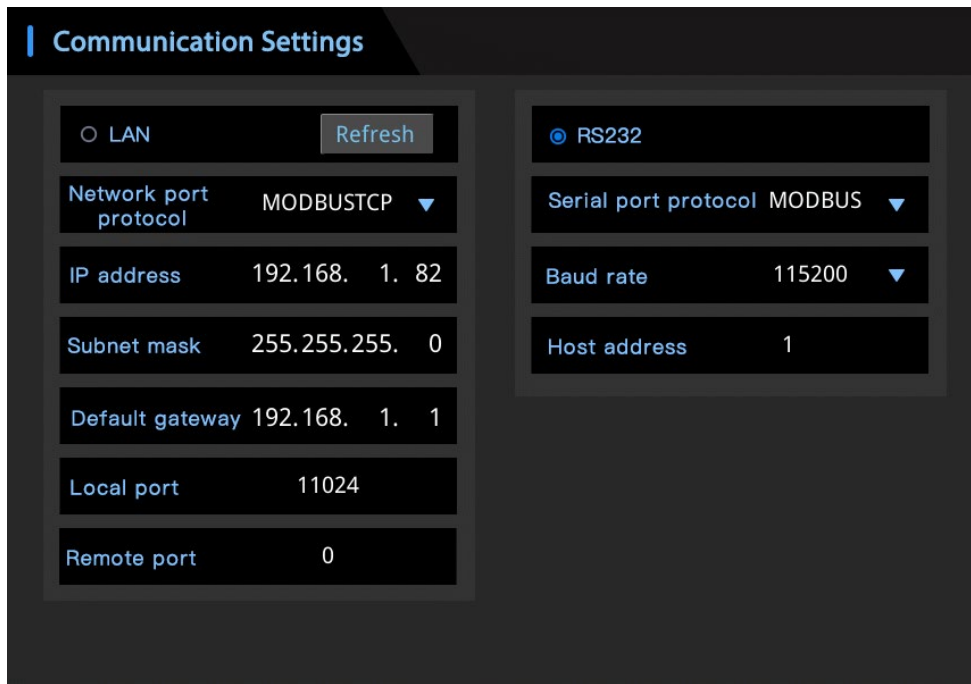 Communication Settings
LAN
Refresh
Network port
protocol
MODBUSTCP
IP address
192.168. 1. 82
Subnet mask
255.255.255. 0
Default gateway
192.168. 1. 1
Local port
11024
Remote port
0
RS232
Serial port protocol
MODBUS
Baud rate
115200
Host address
1